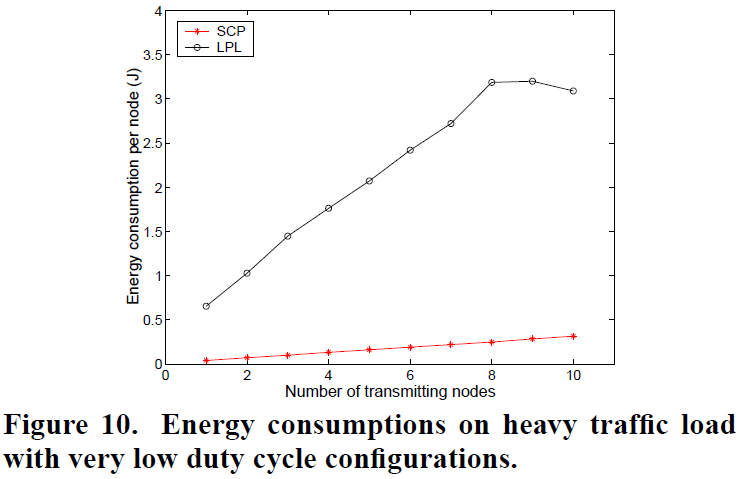 4
3.5
3
2.5
2
1.5
1
0.5
0
SCP
LPL
Energy consumption per node (J)
0 2 4 6 8 10
Number of transmitting nodes
Figure 10. Energy consumptions on heavy traffic load
with very low duty cycle configurations.